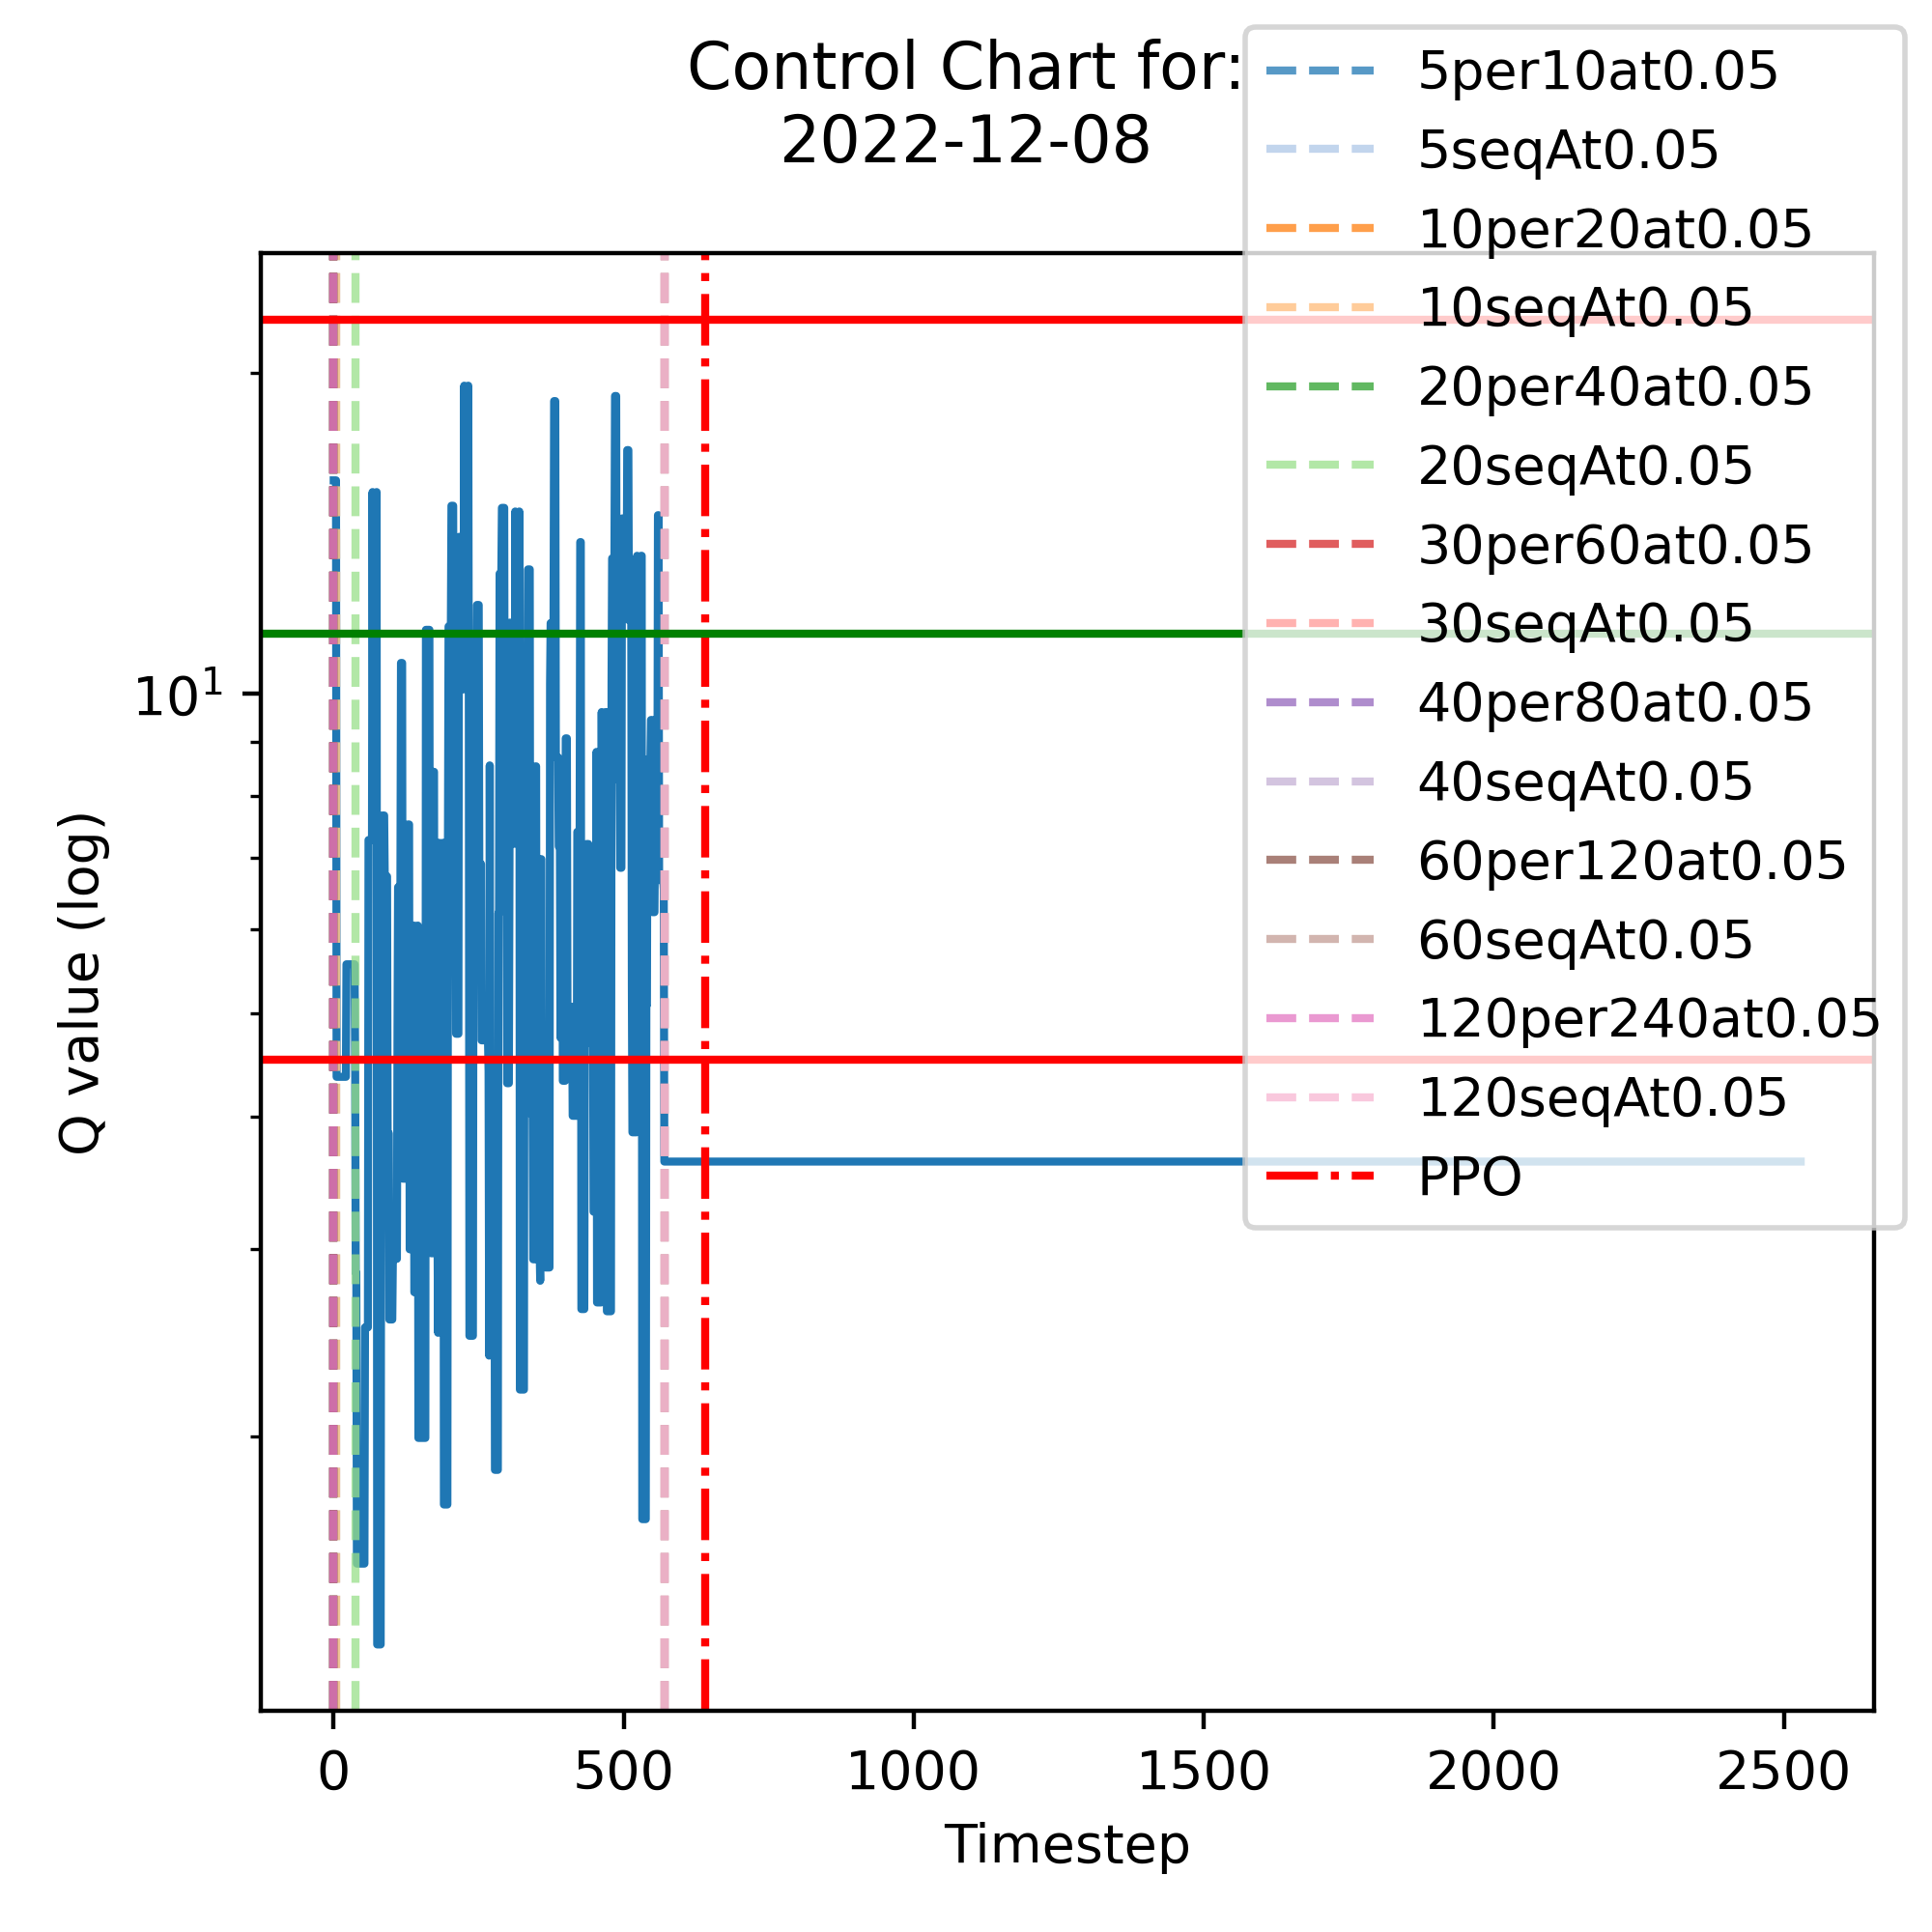 Control Chart for:
2022-12-08
5per10at0.05
5seqAt0.05
10per20at0.05
10seqAt0.05
20per40at0.05
20seqAt0.05
30per60at0.05
30seqAt0.05
40per80at0.05
40seqAt0.05
60per120at0.05
60seqAt0.05
120per240at0.05
120seqAt0.05
PPO
10¹
Q value (log)
0 500 1000 1500 2000 2500
Timestep